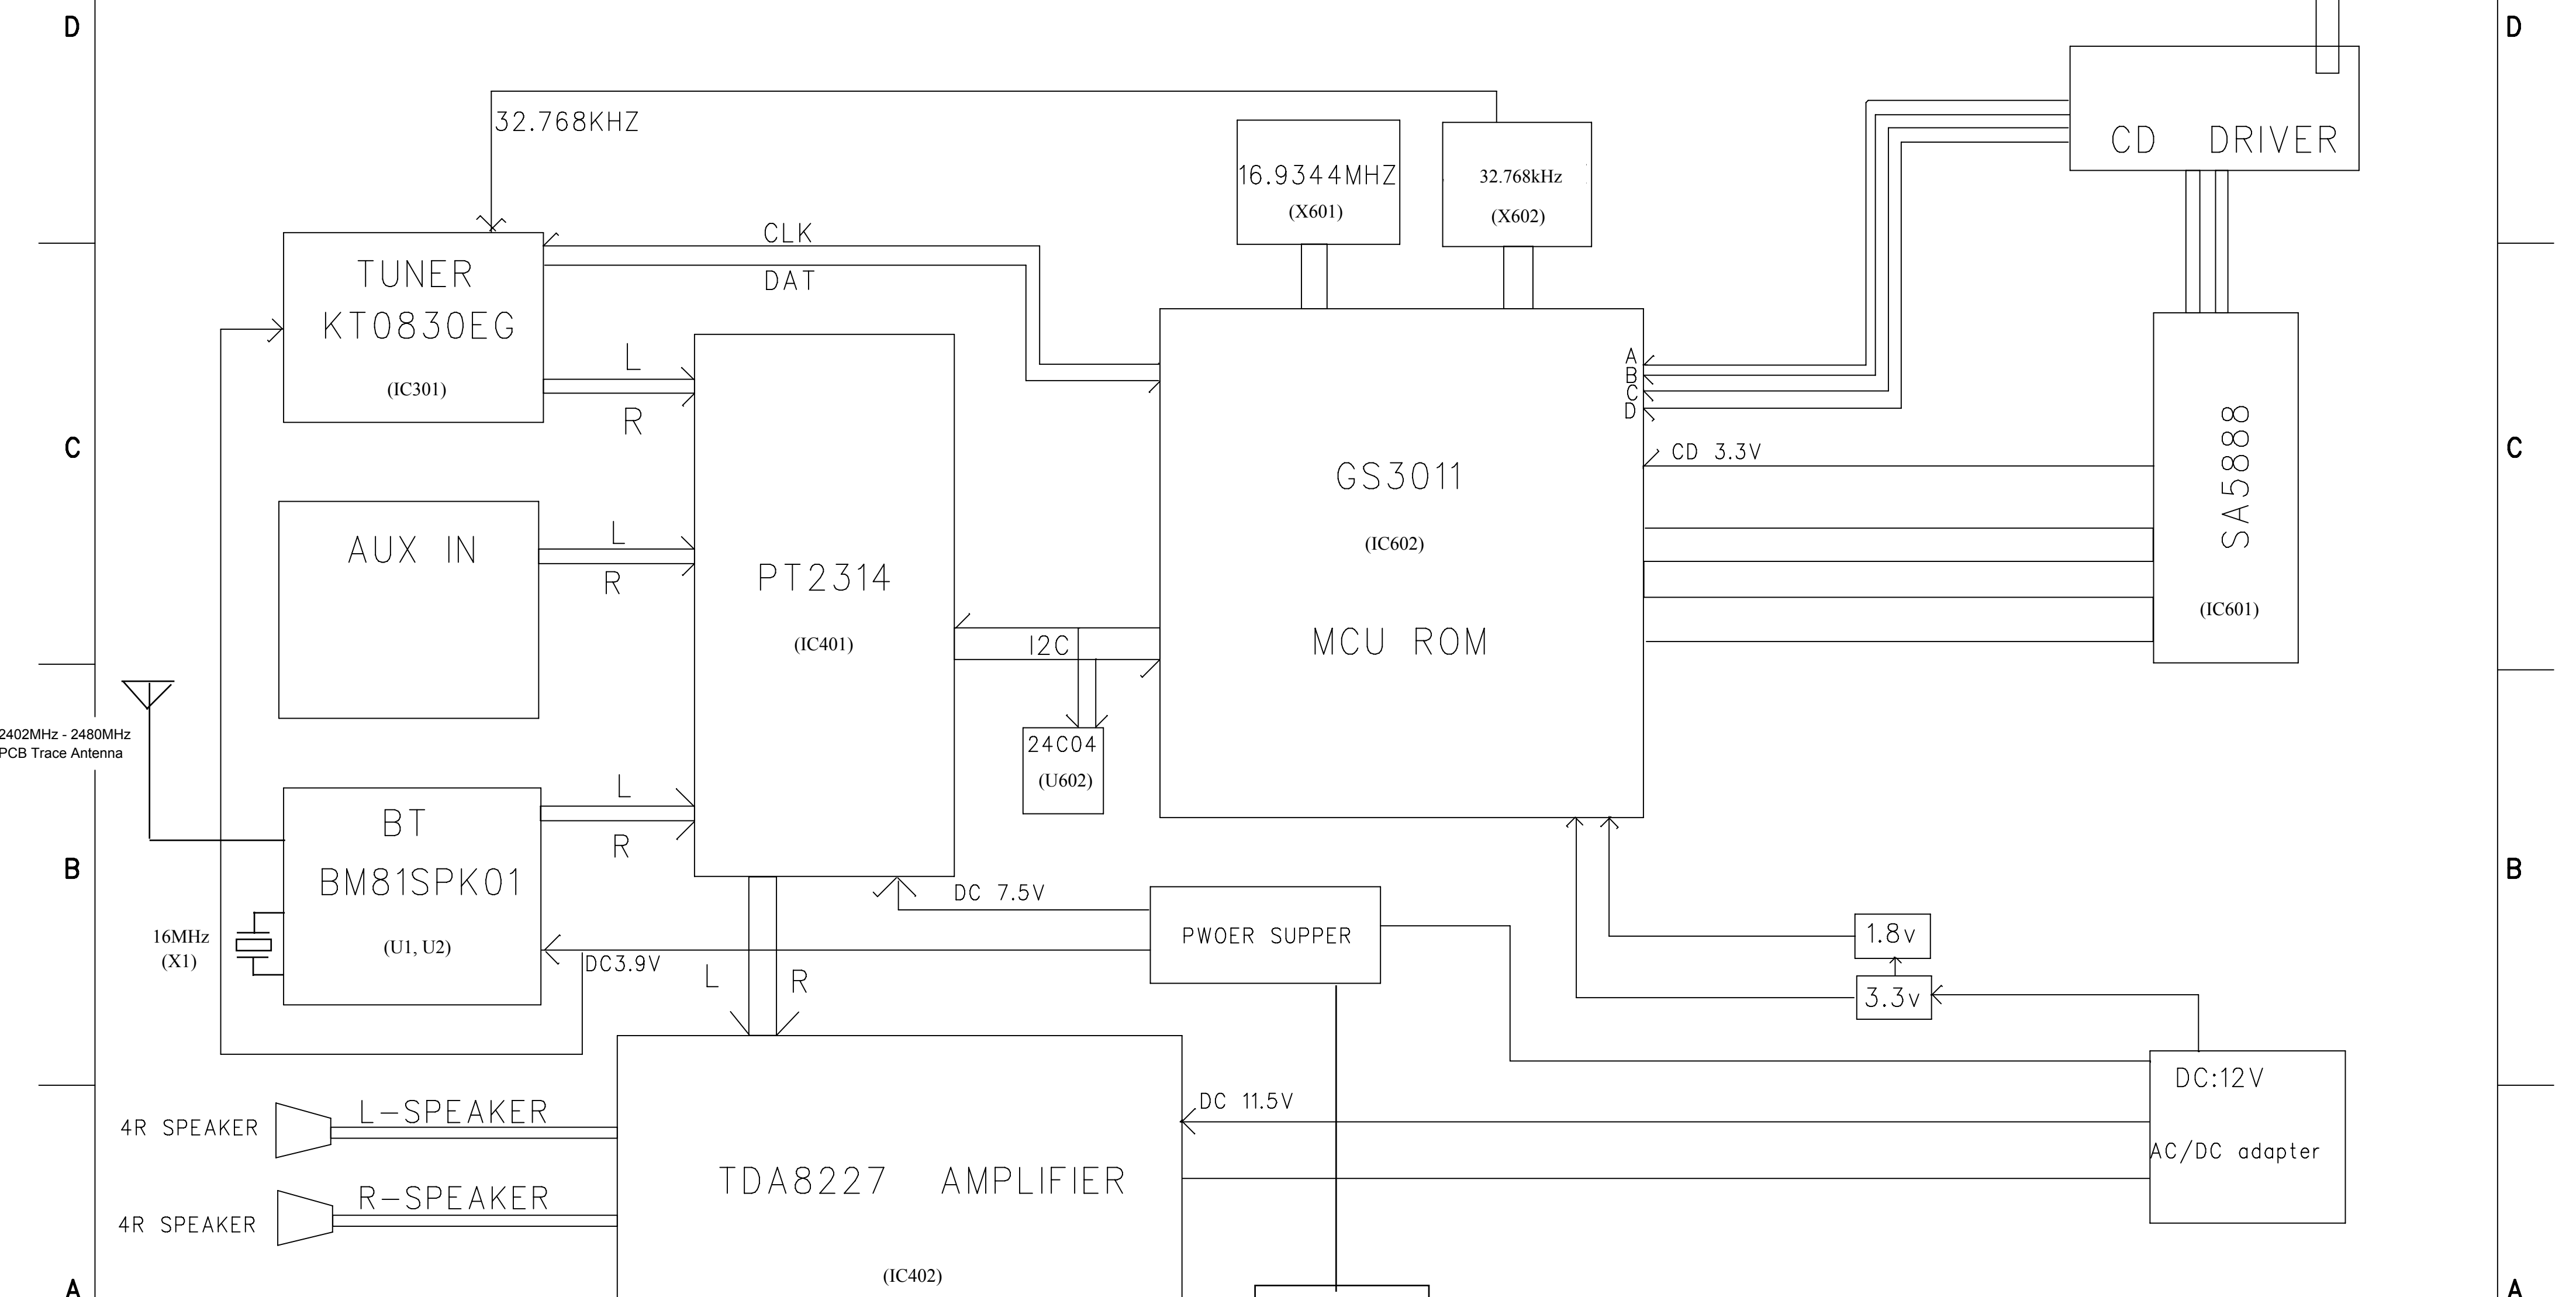 D
D
32.768KHZ
16.9344MHZ
(X601)
32.768kHz
(X602)
CD DRIVER
CLK
DAT
TUNER
KT0830EG
(IC301)
L
R
A
B
C
D
CD 3.3V
C
C
GS3011
(IC602)
MCU ROM
SA5888
(IC601)
AUX IN
L
R
PT2314
(IC401)
I2C
24C04
(U602)
2402MHz - 2480MHz
PCB Trace Antenna
BT
BM81SPK01
(U1, U2)
L
R
16MHz
(X1)
B
B
DC 7.5V
PWOER SUPPER
DC3.9V
L
R
1.8v
3.3v
DC:12V
AC/DC adapter
DC 11.5V
4R SPEAKER
L-SPEAKER
4R SPEAKER
R-SPEAKER
TDA8227 AMPLIFIER
(IC402)
A
A